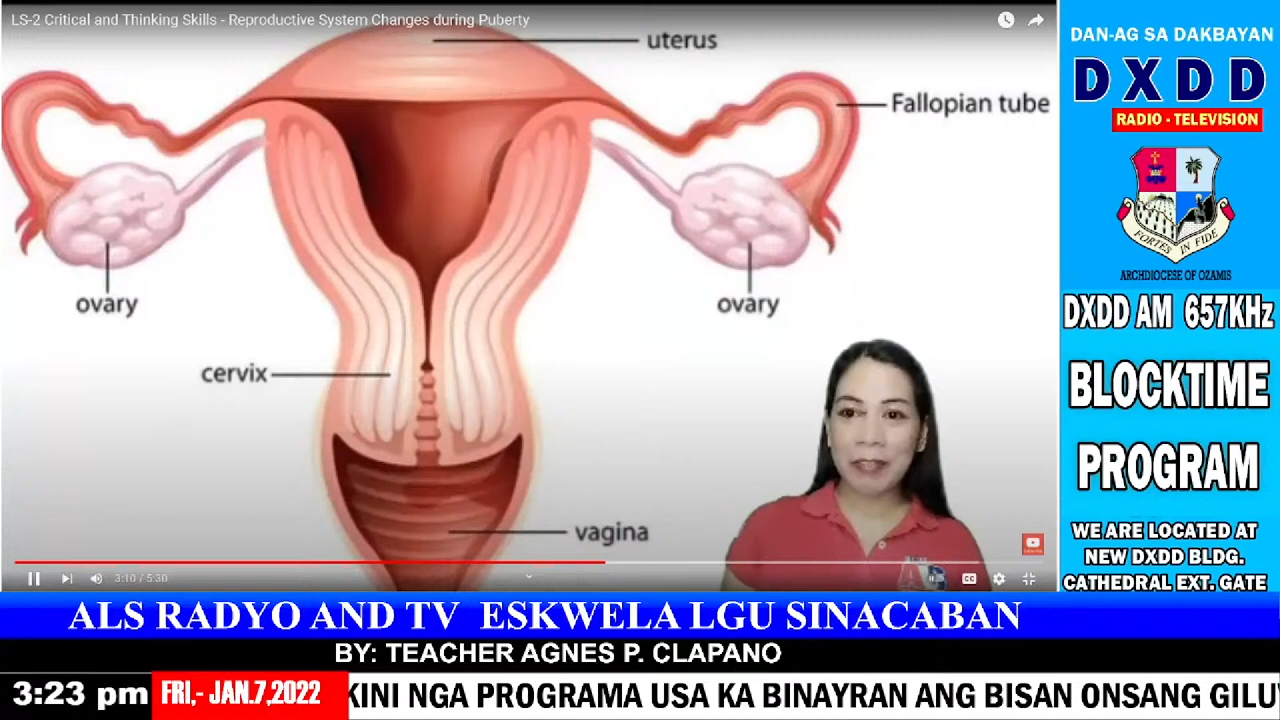 LS-2 Critical and Thinking Skills - Reproductive System Changes during Puberty
uterus
Fallopian tube
ovary
ovary
cervix
vagina
3:10 / 5:30
CC
DAN-AG SA DAKBAYAN
DXDD
RADIO - TELEVISION
FORTES IN FIDE
ARCHDIOCESE OF OZAMIS
DXDD AM 657KHz
BLOCKTIME
PROGRAM
WE ARE LOCATED AT
NEW DXDD BLDG.
CATHEDRAL EXT. GATE
ALS RADYO AND TV ESKWELA LGU SINACABAN
BY: TEACHER AGNES P. CLAPANO
3:23 pm
FRI,- JAN.7,2022
KINI NGA PROGRAMA USA KA BINAYRAN ANG BISAN ONSANG